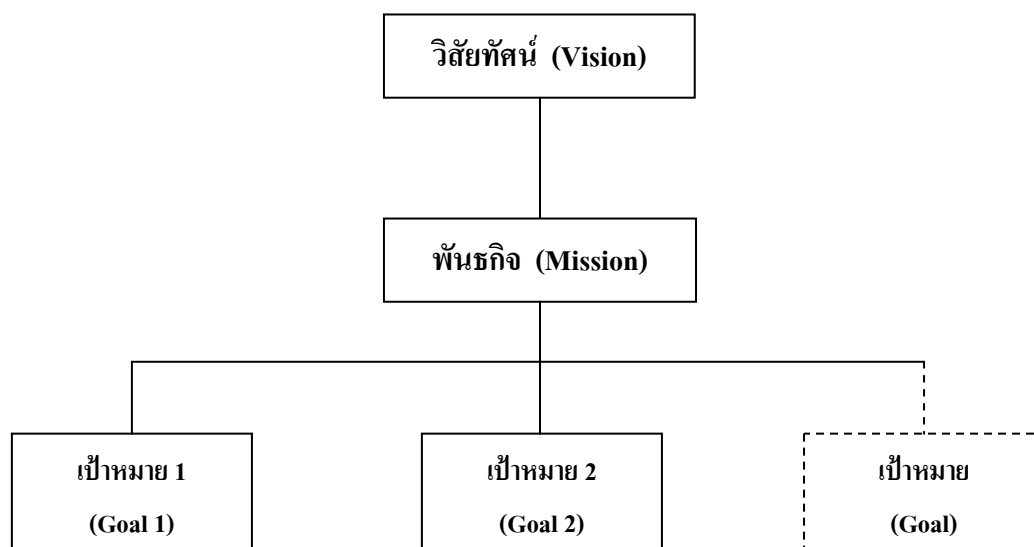 วิสัยทัศน์ (Vision)
พันธกิจ (Mission)
เป้าหมาย 1
(Goal 1)
เป้าหมาย 2
(Goal 2)
เป้าหมาย
(Goal)